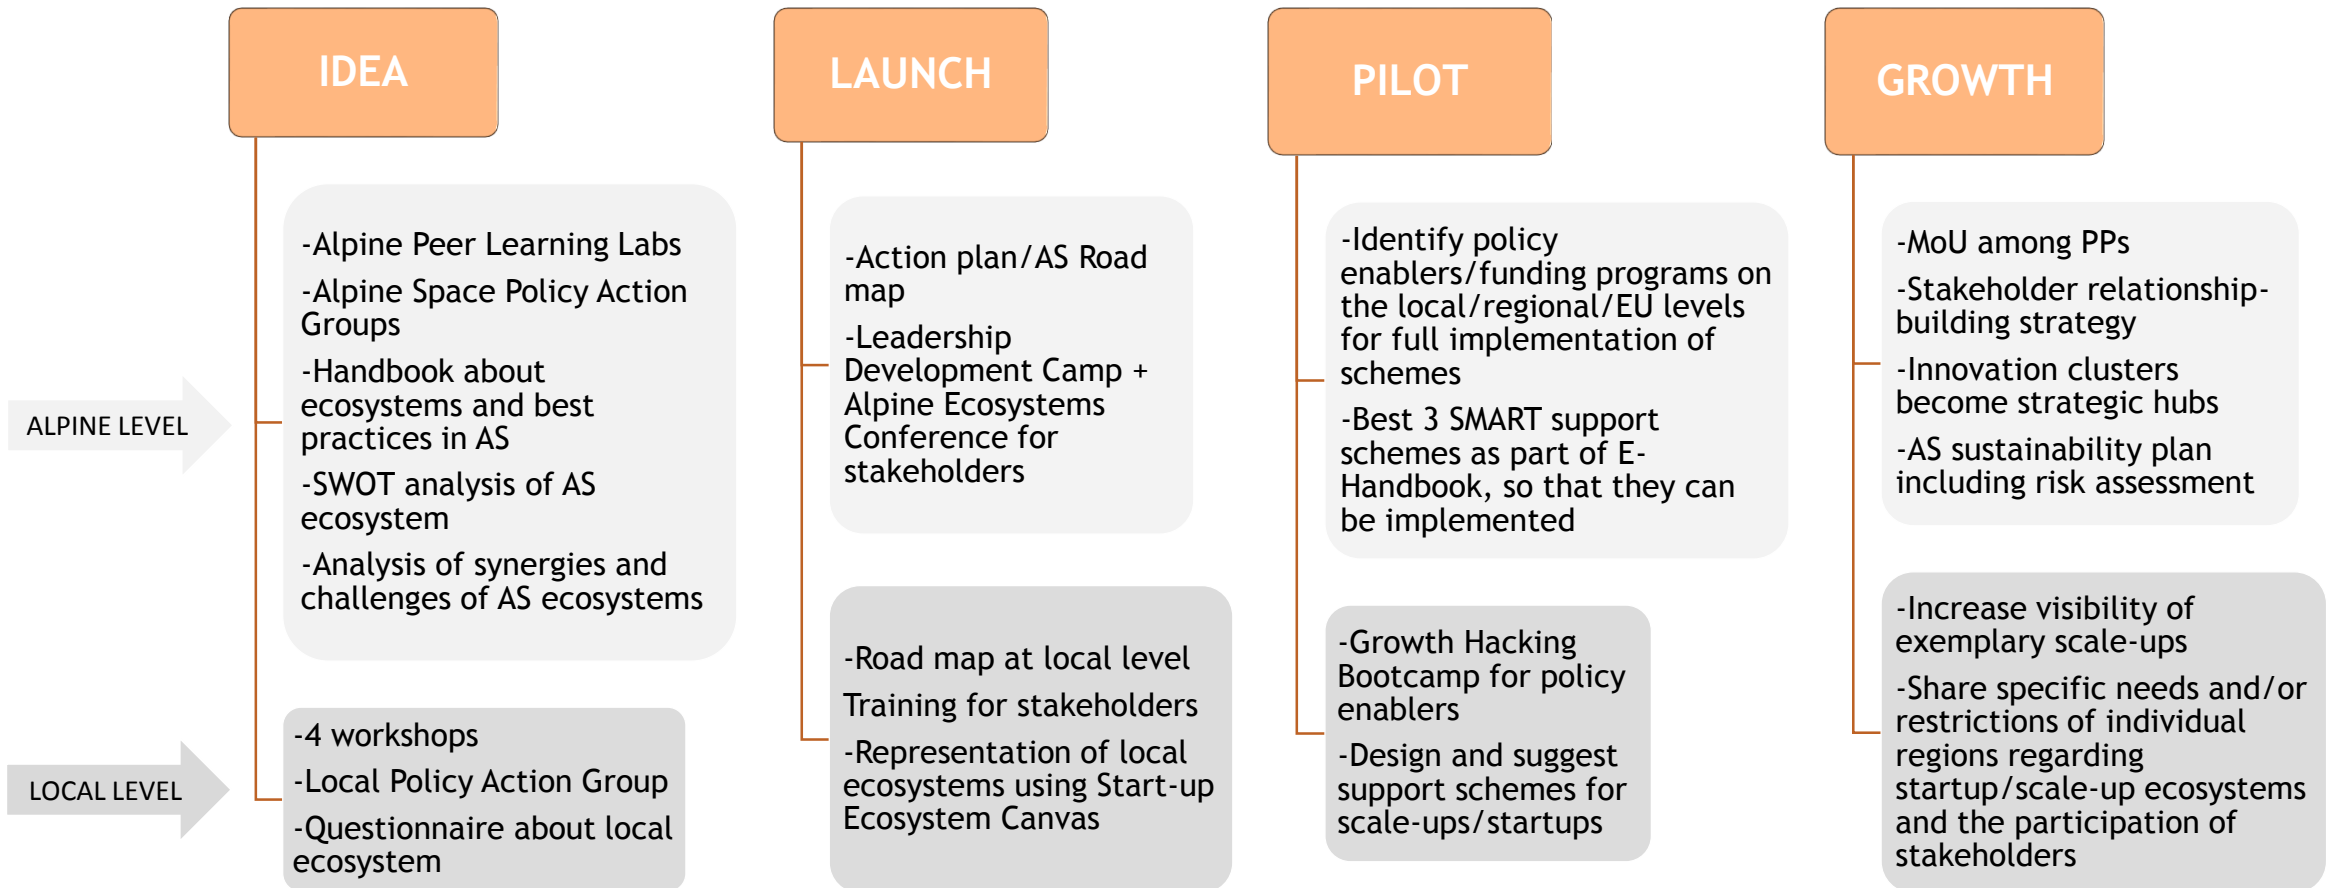 IDEA
-Alpine Peer Learning Labs
-Alpine Space Policy Action
Groups
-Handbook about
ecosystems and best
practices in AS
-SWOT analysis of AS
ecosystem
-Analysis of synergies and
challenges of AS ecosystems
-4 workshops
-Local Policy Action Group
-Questionnaire about local
ecosystem
LAUNCH
-Action plan/AS Road
map
-Leadership
Development Camp +
Alpine Ecosystems
Conference for
stakeholders
-Road map at local level
Training for stakeholders
-Representation of local
ecosystems using Start-up
Ecosystem Canvas
PILOT
-Identify policy
enablers/funding programs on
the local/regional/EU levels
for full implementation of
schemes
-Best 3 SMART support
schemes as part of E-
Handbook, so that they can
be implemented
-Growth Hacking
Bootcamp for policy
enablers
-Design and suggest
support schemes for
scale-ups/startups
GROWTH
-MoU among PPs
-Stakeholder relationship-
building strategy
-Innovation clusters
become strategic hubs
-AS sustainability plan
including risk assessment
-Increase visibility of
exemplary scale-ups
-Share specific needs and/or
restrictions of individual
regions regarding
startup/scale-up ecosystems
and the participation of
stakeholders
ALPINE LEVEL
LOCAL LEVEL